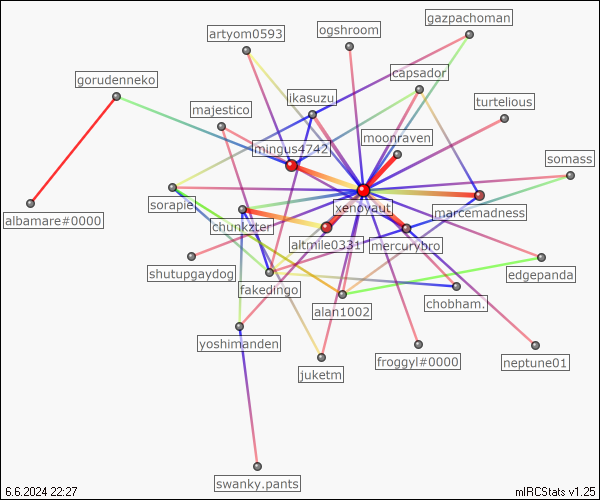 gazpachoman
artyom0593
ogshroom
gorudenneko
capsador
ikasuzu
majestico
turtelious
moonraven
mingus4742
somass
xenoyaut
sorapie
marcemadness
albamare#0000
chunkzter
altmile0331
mercurybro
shutupgaydog
edgepanda
fakedingo
chobham.
alan1002
yoshimanden
froggyl#0000
neptune01
juketm
swanky.pants
6.6.2024 22:27
mIRCStats v1.25